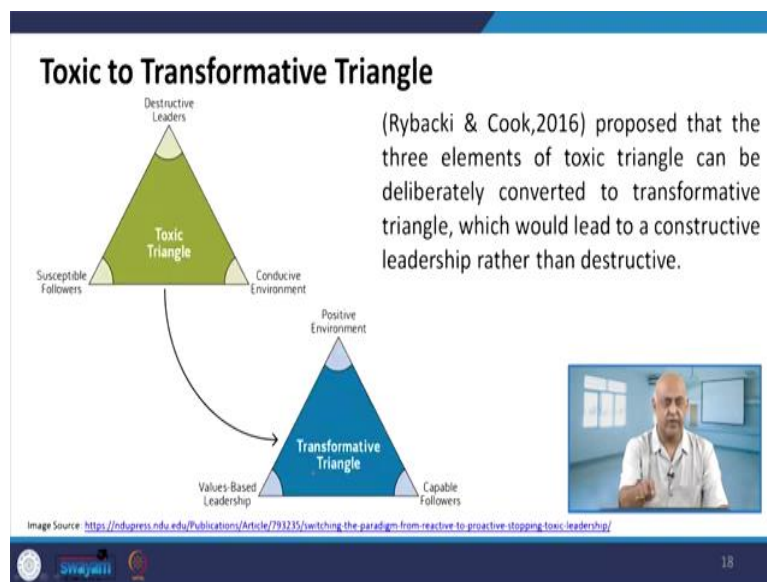 Toxic to Transformative Triangle
Destructive
Leaders
(Rybacki & Cook,2016) proposed that the
three elements of toxic triangle can be
deliberately converted to transformative
triangle, which would lead to a constructive
leadership rather than destructive.
Toxic
Triangle
Susceptible
Followers
Conducive
Environment
Positive
Environment
Transformative
Triangle
Values-Based
Leadership
Capable
Followers
Image Source: https://ndupress.ndu.edu/Publications/Article/793235/switching-the-paradigm-from-reactive-to-proactive-stopping-toxic-leadership/
swayam
18